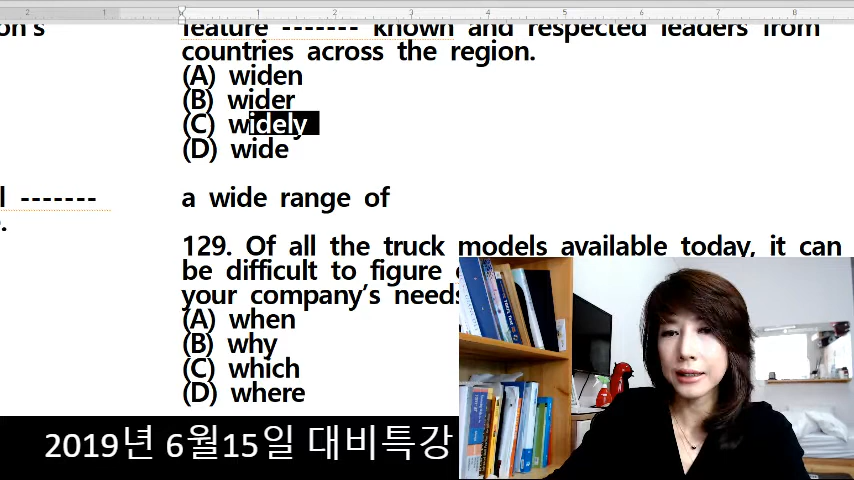 on's
feature ------- known and respected leaders from
countries across the region.
(A) widen
(B) wider
(C) widely
(D) wide
l ------- a wide range of
129. Of all the truck models available today, it can
be difficult to figure
your company's needs
(A) when
(B) why
(C) which
(D) where
2019년 6월15일 대비특강